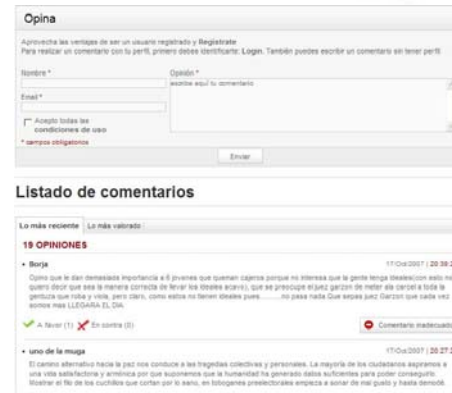 Opina
Aprovecha las ventajas de ser un usuario registrado y Regístrate
Para realizar un comentario con tu perfil, primero debes identificarte: Login. También puedes escribir un comentario sin tener perfil.
Nombre *
Opinión *
escribe aquí tu comentario
Email *
Acepto todas las
condiciones de uso
* campos obligatorios
Enviar
Listado de comentarios
Lo más reciente Lo más valorado
19 OPINIONES
• Borja 17/Oct/2007 | 20:38:2
Opino que le dan demasiada importancia a 6 jovenes que queman cajeros porque no interesa que la gente tenga ideales(con esto no
quiero decir que sea la manera correcta de llevar los ideales acavo), que se preocupe el juez garzon de meter ala carcel a toda la
gentuza que roba y viola, pero claro, como estos no tienen ideales pues........no pasa nada Que sepas juez Garzon que cada vez
somos mas LLEGARA EL DIA
A favor (1) En contra (0) Comentario inadecuado
• uno de la muga 17/Oct/2007 | 20:27:2
El camino alternativo hacia la paz nos conduce a las tragedias colectivas y personales. La mayoría de los ciudadanos aspiramos a
una vida satisfactoria y armónica por que suponemos que la humanidad ha generado datos suficientes para poder conseguirlo.
Mostrar el filo de los cuchillos que cortan por lo sano, en toboganes preelectorales empieza a sonar de mal gusto y hasta demodé.